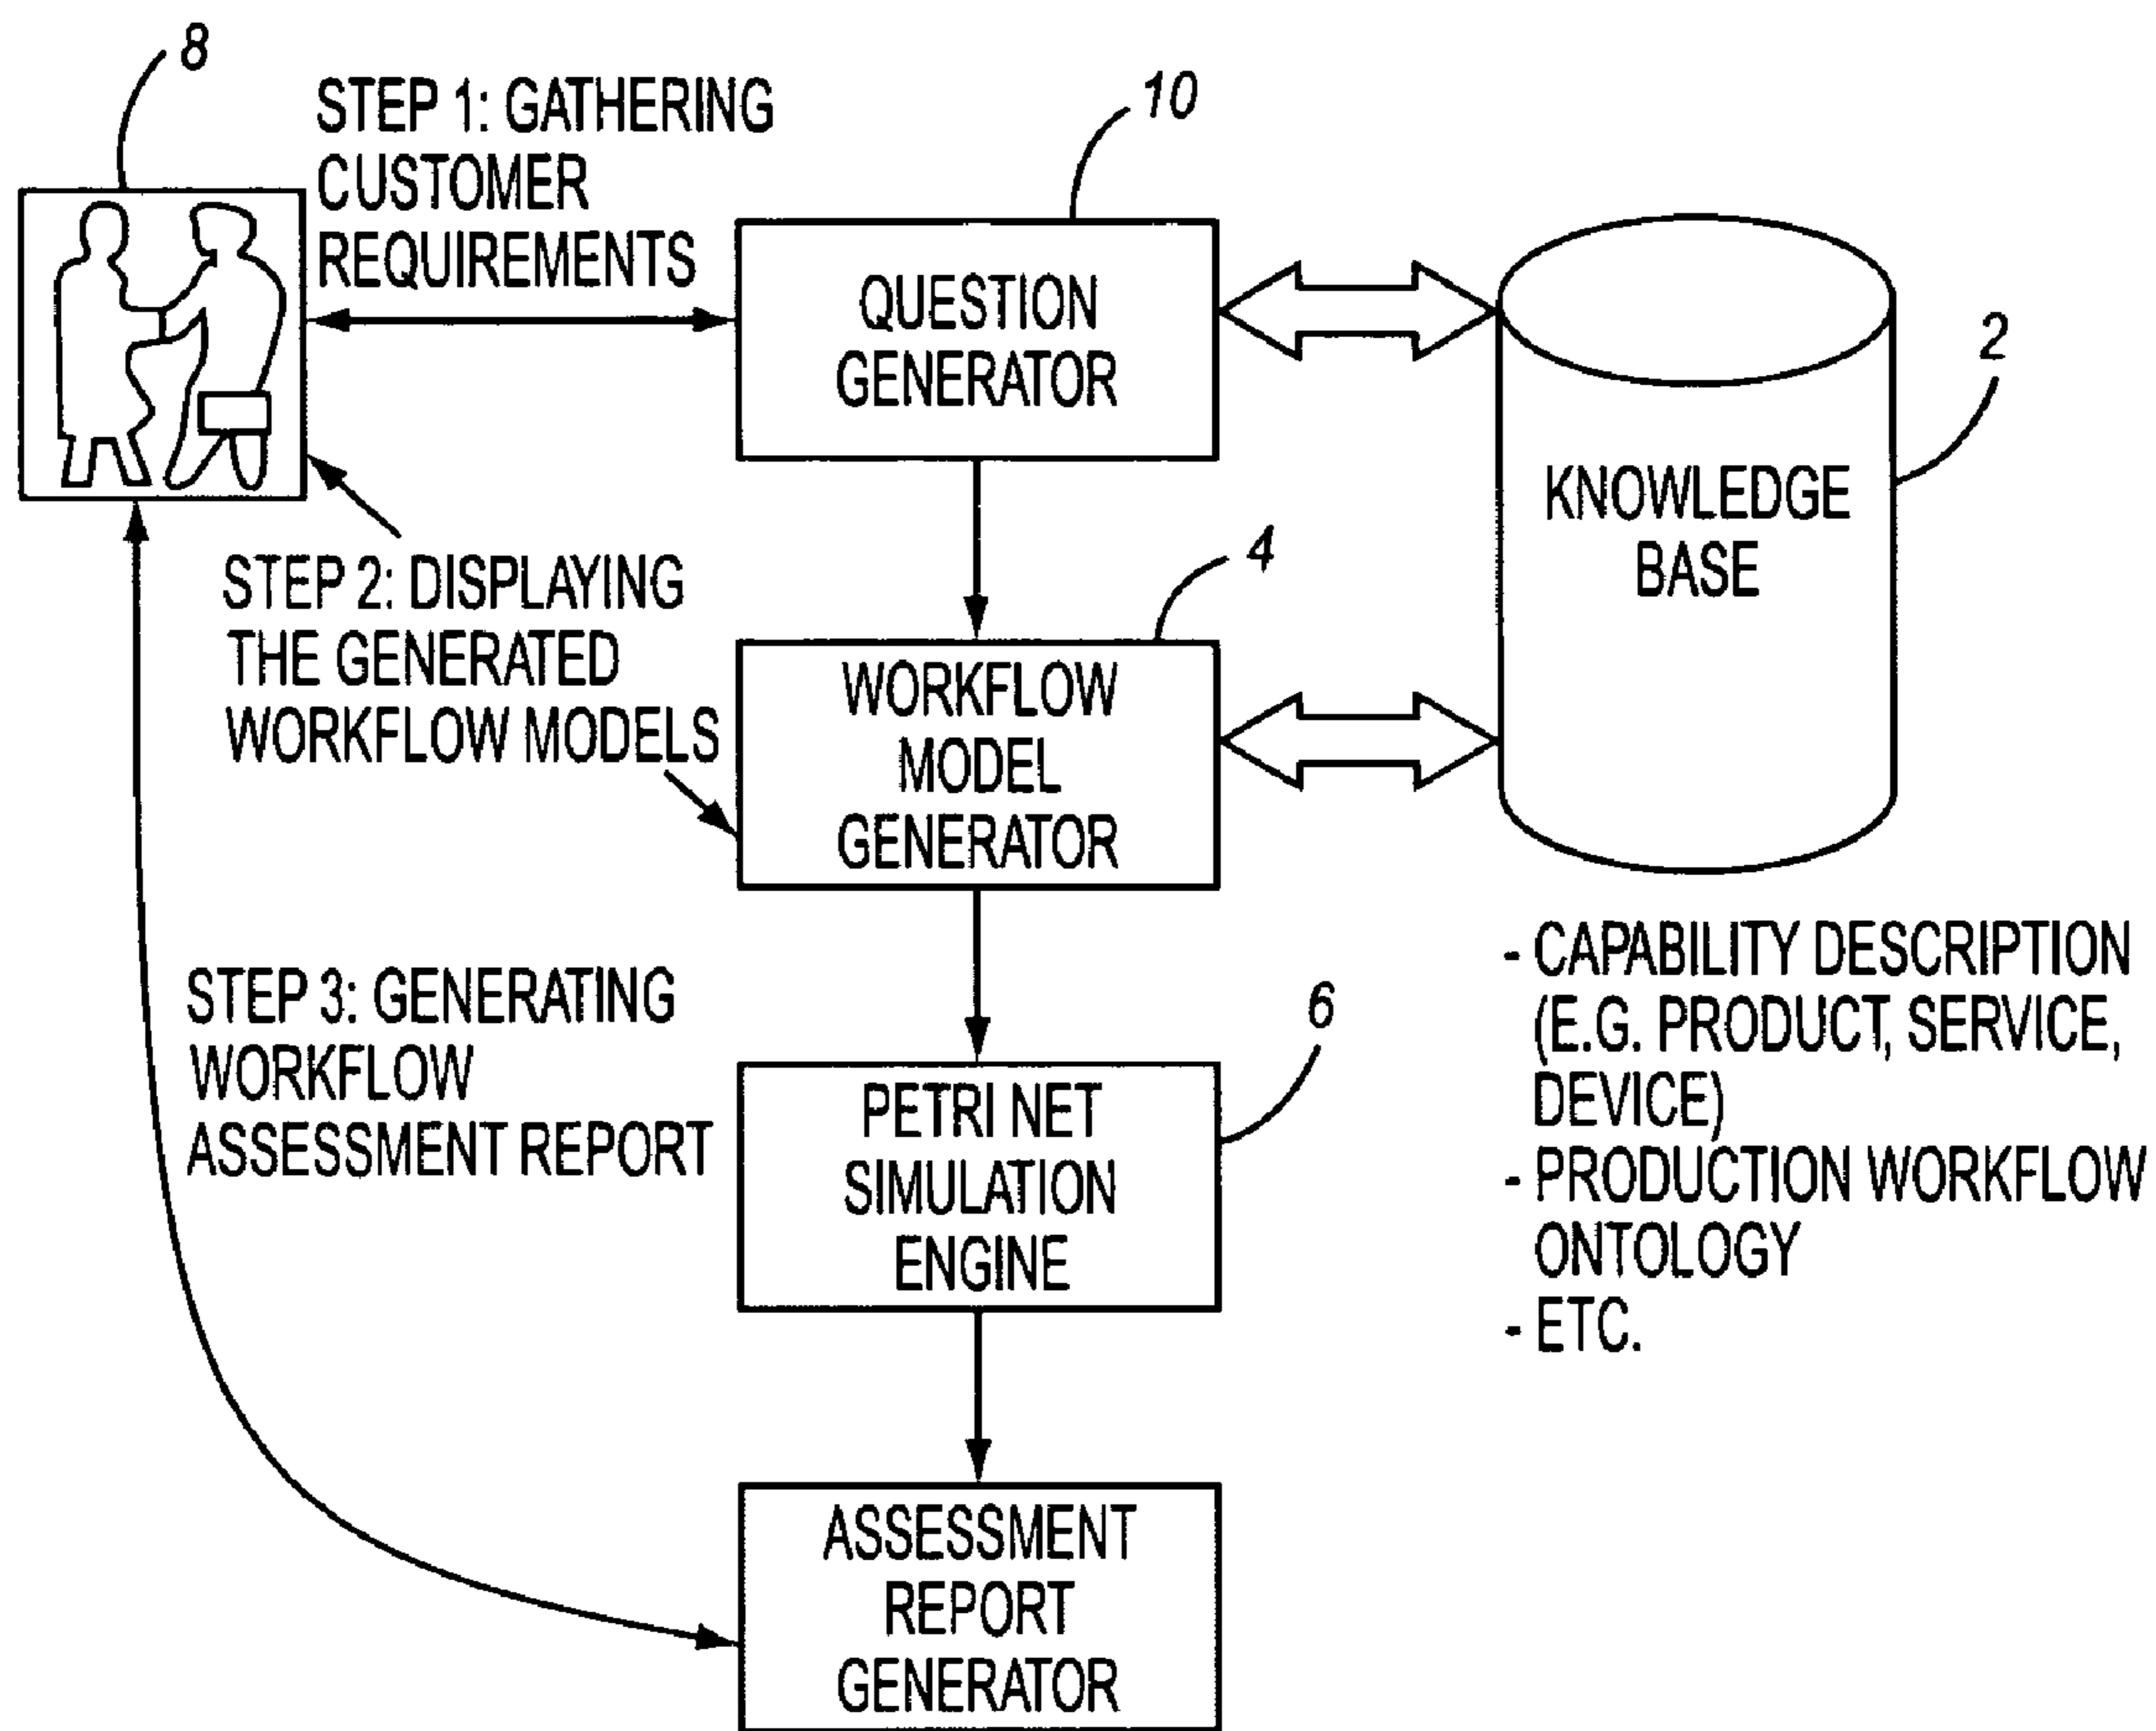 8
STEP 1: GATHERING
CUSTOMER
REQUIREMENTS
10
QUESTION
GENERATOR
2
KNOWLEDGE
BASE
STEP 2: DISPLAYING
THE GENERATED
WORKFLOW MODELS
4
WORKFLOW
MODEL
GENERATOR
- CAPABILITY DESCRIPTION
(E.G. PRODUCT, SERVICE,
DEVICE)
- PRODUCTION WORKFLOW
ONTOLOGY
- ETC.
STEP 3: GENERATING
WORKFLOW
ASSESSMENT REPORT
6
PETRI NET
SIMULATION
ENGINE
ASSESSMENT
REPORT
GENERATOR